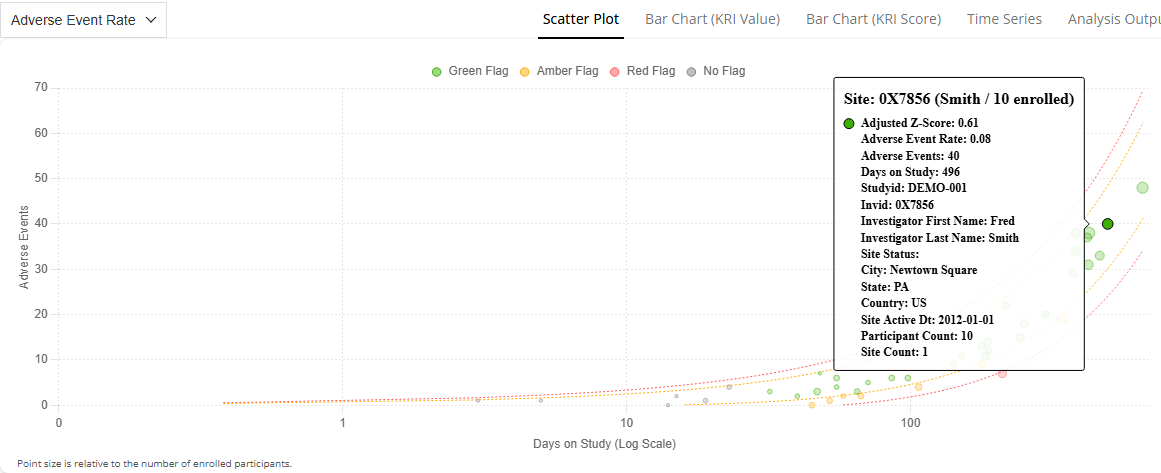 Adverse Event Rate
Scatter Plot
Bar Chart (KRI Value)
Bar Chart (KRI Score)
Time Series
Analysis Outpu
Green Flag
Amber Flag
Red Flag
No Flag
Site: 0X7856 (Smith / 10 enrolled)
Adjusted Z-Score: 0.61
Adverse Event Rate: 0.08
Adverse Events: 40
Days on Study: 496
Studyid: DEMO-001
Invid: 0X7856
Investigator First Name: Fred
Investigator Last Name: Smith
Site Status:
City: Newtown Square
State: PA
Country: US
Site Active Dt: 2012-01-01
Participant Count: 10
Site Count: 1
Adverse Events
70
60
50
40
30
20
10
0
0
1
10
100
Days on Study (Log Scale)
Point size is relative to the number of enrolled participants.